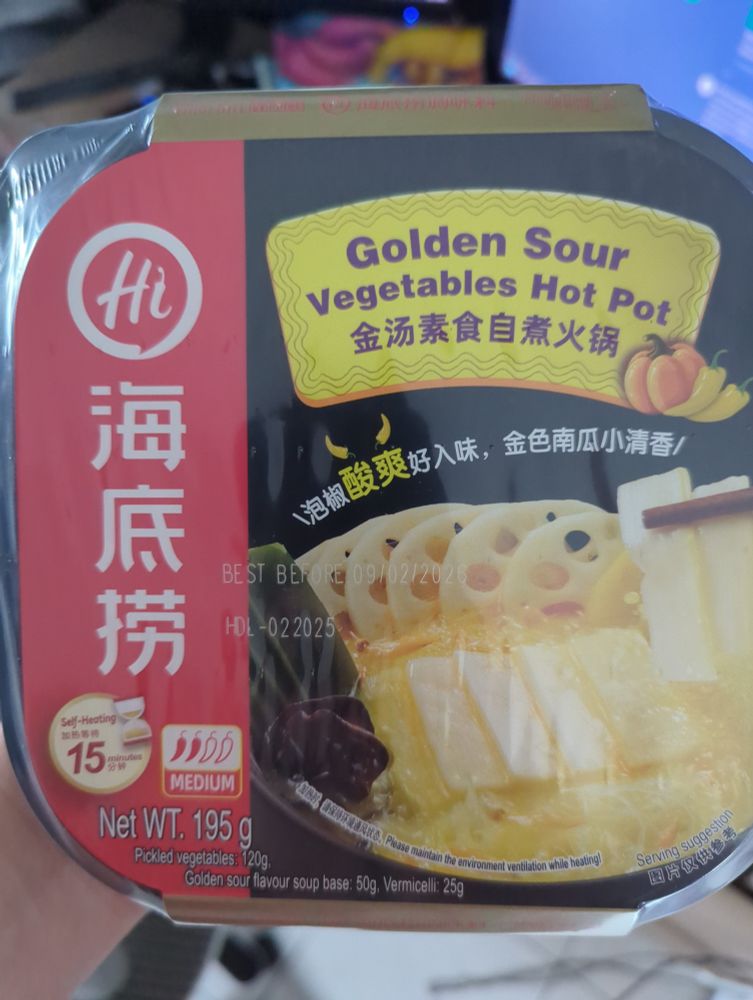 Hi
海底捞
Golden Sour
Vegetables Hot Pot
金汤素食自煮火锅
\泡椒酸爽好入味，金色南瓜小清香/
BEST BEFORE 09/02/2026
HDL-022025
Self-Heating
加热等待
15 minutes
分钟
MEDIUM
Net WT. 195 g
Pickled vegetables: 120g,
Golden sour flavour soup base: 50g, Vermicelli: 25g
Please maintain the environment ventilation while heating!
Serving suggestion
图片仅供参考